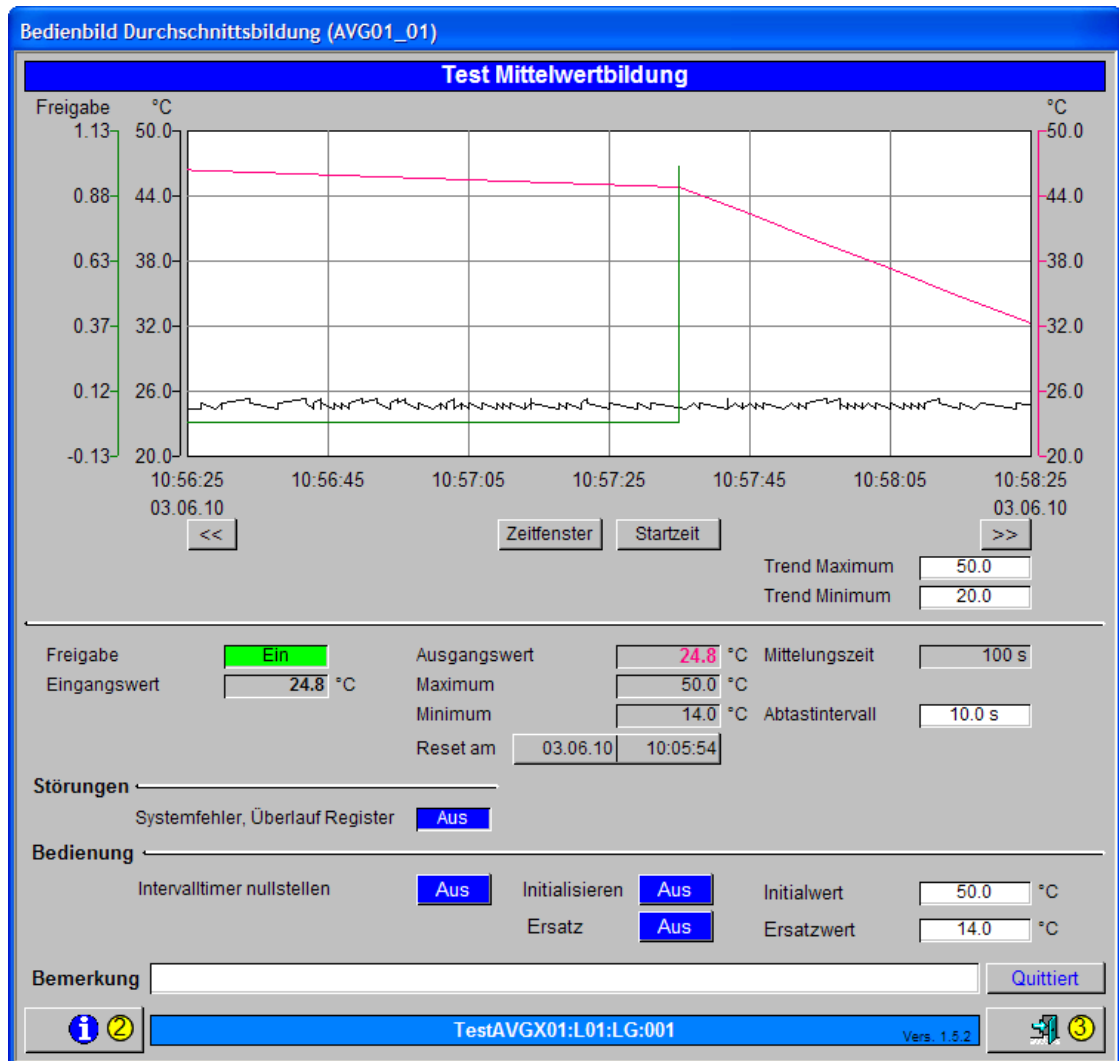 Bedienbild Durchschnittsbildung (AVG01_01)
Test Mittelwertbildung
Freigabe °C °C
1.13 50.0 50.0
0.88 44.0 44.0
0.63 38.0 38.0
0.37 32.0 32.0
0.12 26.0 26.0
-0.13 20.0 20.0
10:56:25 10:56:45 10:57:05 10:57:25 10:57:45 10:58:05 10:58:25
03.06.10 03.06.10
<< Zeitfenster Startzeit >>
Trend Maximum 50.0
Trend Minimum 20.0
Freigabe Ein Ausgangswert 24.8 °C Mittelungszeit 100 s
Eingangswert 24.8 °C Maximum 50.0 °C
Minimum 14.0 °C Abtastintervall 10.0 s
Reset am 03.06.10 10:05:54
Störungen
Systemfehler, Überlauf Register Aus
Bedienung
Intervalltimer nullstellen Aus Initialisieren Aus Initialwert 50.0 °C
Ersatz Aus Ersatzwert 14.0 °C
Bemerkung Quittiert
i 2 TestAVGX01:L01:LG:001 Vers. 1.5.2 3